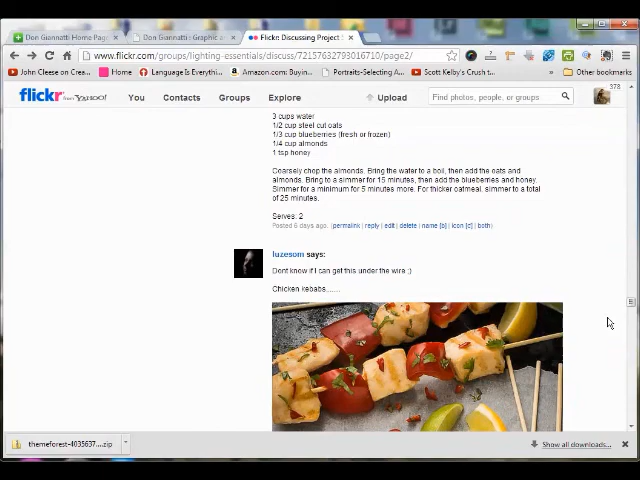 Don Giannatti Home Page
Don Giannatti : Graphic a
Flickr: Discussing Project S
www.flickr.com/groups/lighting-essentials/discuss/72157632793016710/page2/
John Cleese on Crea
Home
Language Is Everythi
Amazon.com: Buyin
Portraits-Selecting A
Scott Kelby's Crush t
Other bookmarks
flickr from YAHOO!
You
Contacts
Groups
Explore
Upload
Find photos, people, or groups
378
3 cups water
1/2 cup steel cut oats
1/3 cup blueberries (fresh or frozen)
1/4 cup almonds
1 tsp honey
Coarsely chop the almonds. Bring the water to a boil, then add the oats and
almonds. Bring to a simmer for 15 minutes, then add the blueberries and honey.
Simmer for a minimum for 5 minutes more. For thicker oatmeal, simmer to a total
of 25 minutes.
Serves: 2
Posted 6 days ago. (permalink | reply | edit | delete | name [b] | icon [c] | both)
luzesom says:
Dont know if I can get this under the wire ;)
Chicken kebabs.......
themeforest-4035637....zip
Show all downloads...